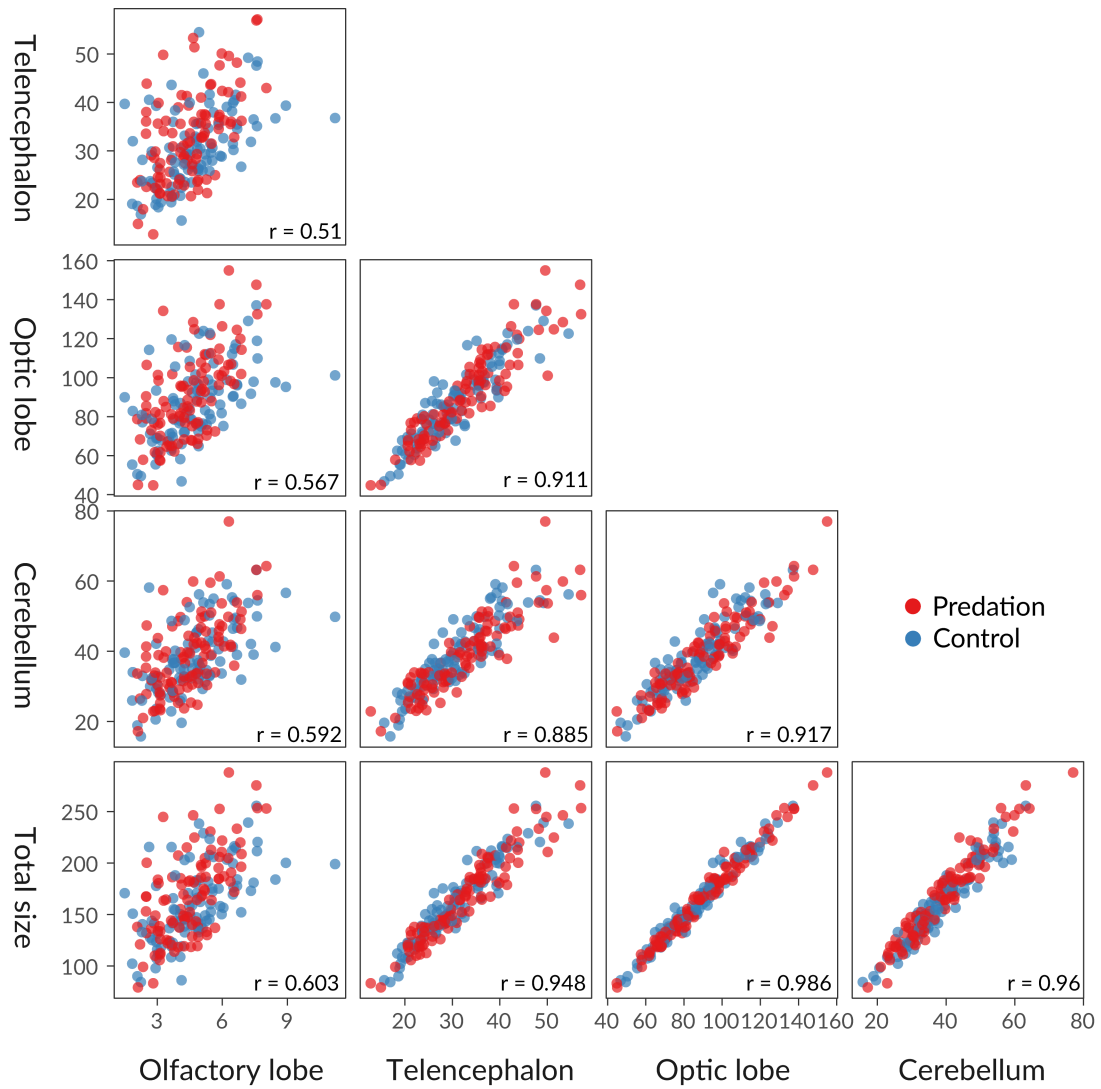 Telencephalon
50
40
30
20
r = 0.51
Optic lobe
160
140
120
100
80
60
40
r = 0.567
r = 0.911
Cerebellum
80
60
40
20
r = 0.592
r = 0.885
r = 0.917
Predation
Control
Total size
250
200
150
100
r = 0.603
r = 0.948
r = 0.986
r = 0.96
3 6 9
20 30 40 50
40 60 80 100 120 140 160
20 40 60 80
Olfactory lobe
Telencephalon
Optic lobe
Cerebellum